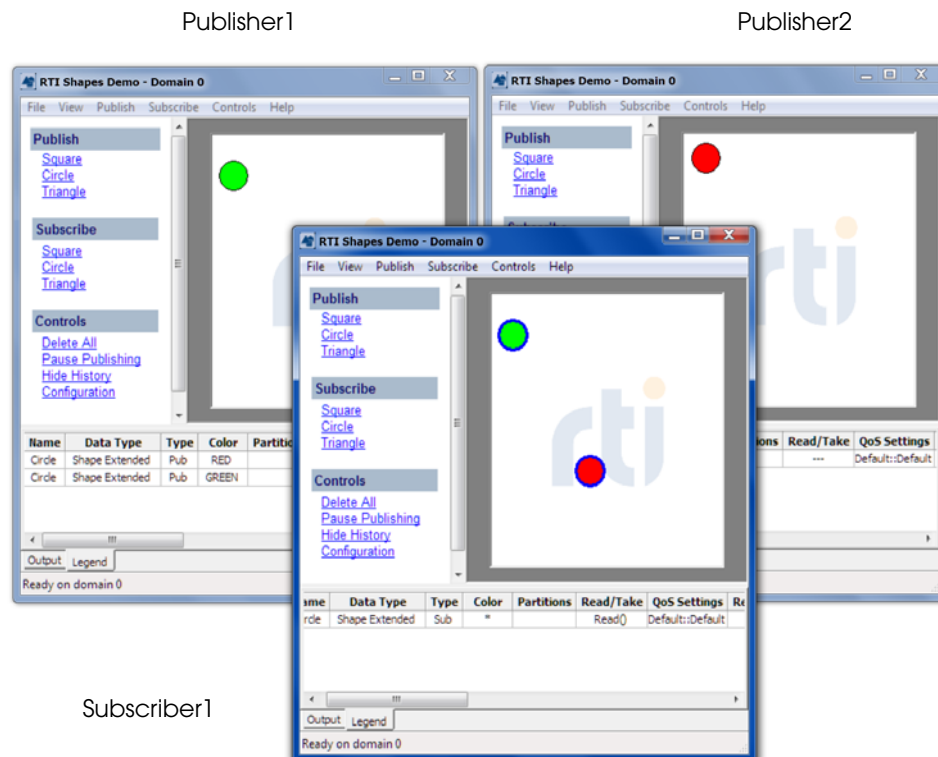 Publisher1
Publisher2
RTI Shapes Demo - Domain 0
File View Publish Subscribe Controls Help
Publish
Square
Circle
Triangle
Subscribe
Square
Circle
Triangle
Controls
Delete All
Pause Publishing
Hide History
Configuration
Name Data Type Type Color
Circle Shape Extended Pub RED
Circle Shape Extended Pub GREEN
Output Legend
Ready on domain 0
RTI Shapes Demo - Domain 0
File View Publish Subscribe Controls Help
Publish
Square
Circle
Triangle
rti
Read/Take QoS Settings
--- Default::Default
RTI Shapes Demo - Domain 0
File View Publish Subscribe Controls Help
Publish
Square
Circle
Triangle
Subscribe
Square
Circle
Triangle
Controls
Delete All
Pause Publishing
Hide History
Configuration
rti
Data Type Type Color Partitions Read/Take QoS Settings
Shape Extended Sub * Read() Default::Default
Output Legend
Ready on domain 0
Subscriber1